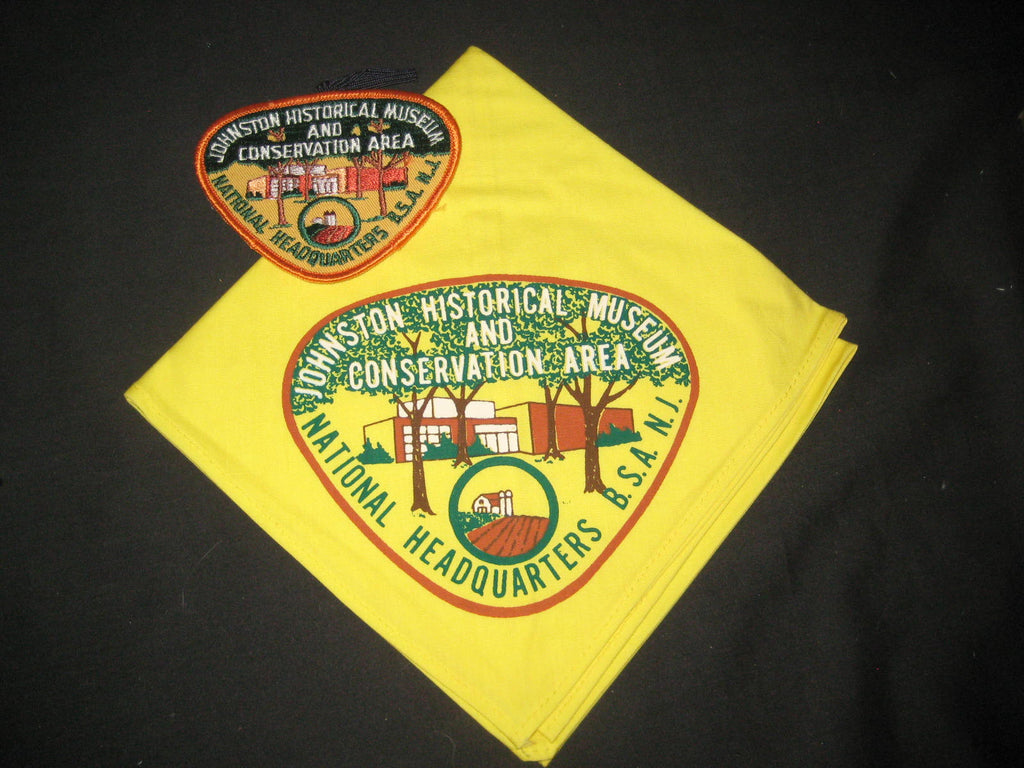 JOHNSTON HISTORICAL MUSEUM
AND
CONSERVATION AREA
NATIONAL HEADQUARTERS B.S.A. N.J.
JOHNSTON HISTORICAL MUSEUM
AND
CONSERVATION AREA
NATIONAL HEADQUARTERS B.S.A. N.J.